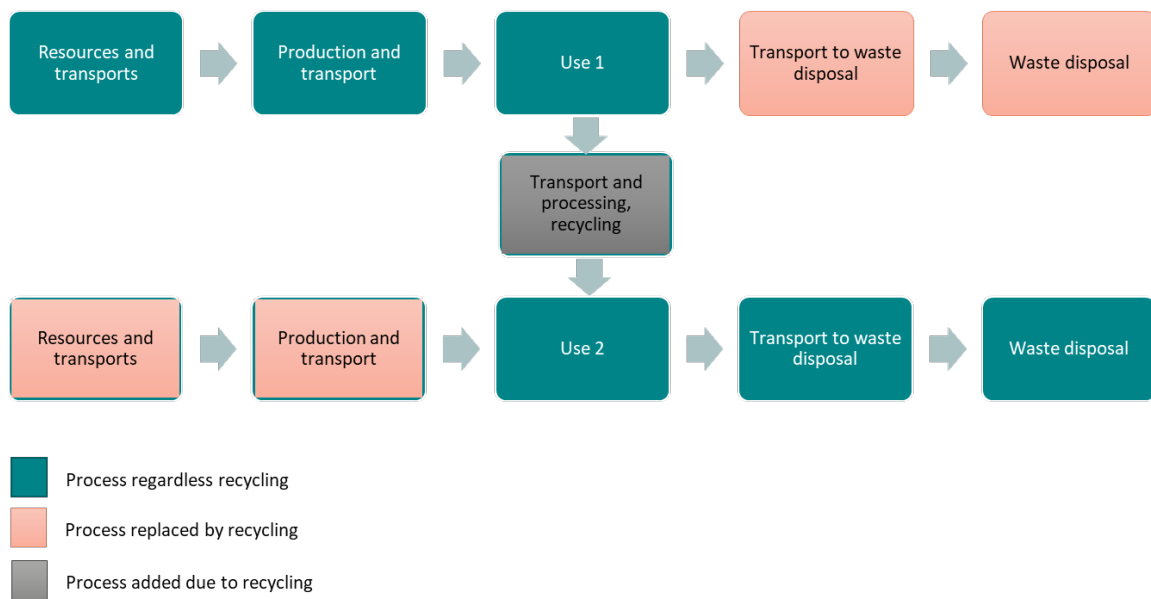 Resources and
transports
Production and
transport
Use 1
Transport to waste
disposal
Waste disposal
Transport and
processing,
recycling
Resources and
transports
Production and
transport
Use 2
Transport to waste
disposal
Waste disposal
Process regardless recycling
Process replaced by recycling
Process added due to recycling